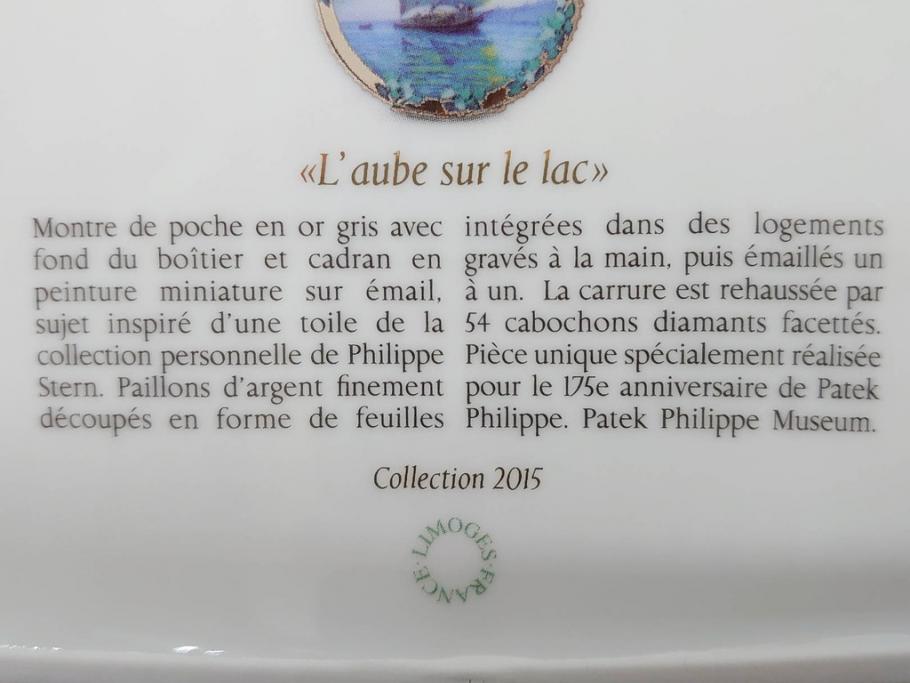 «L'aube sur le lac»
Montre de poche en or gris avec
fond du boîtier et cadran en
peinture miniature sur émail,
sujet inspiré d'une toile de la
collection personnelle de Philippe
Stern. Paillons d'argent finement
découpés en forme de feuilles
intégrées dans des logements
gravés à la main, puis émaillés un
à un. La carrure est rehaussée par
54 cabochons diamants facettés.
Pièce unique spécialement réalisée
pour le 175e anniversaire de Patek
Philippe. Patek Philippe Museum.
Collection 2015
LIMOGES · FRANCE ·